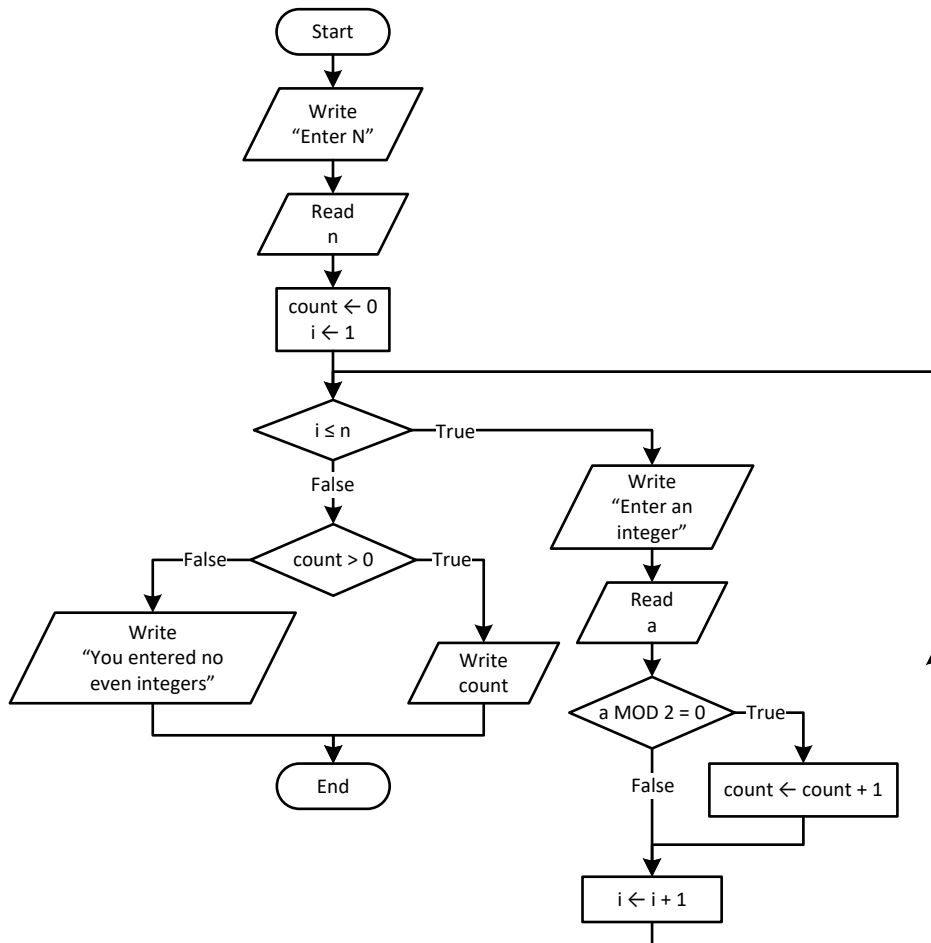 Start
Write
“Enter N”
Read
n
count ← 0
i ← 1
i ≤ n
True
False
count > 0
False
True
Write
“You entered no
even integers”
Write
count
End
Write
“Enter an
integer”
Read
a
a MOD 2 = 0
True
False
count ← count + 1
i ← i + 1